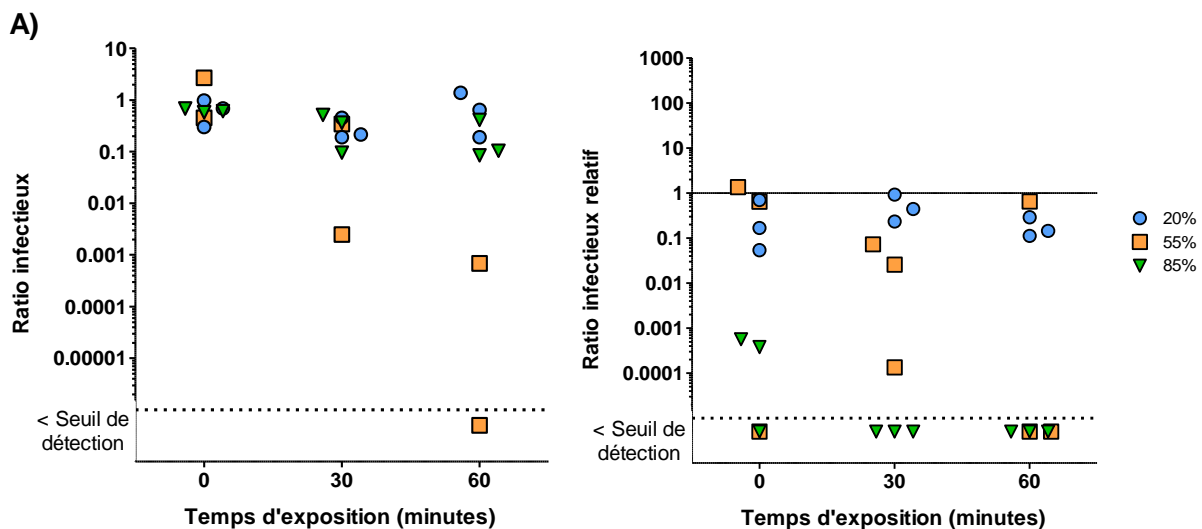 A)
Ratio infectieux
10
1
0.1
0.01
0.001
0.0001
0.00001
< Seuil de
détection
0
30
60
Temps d'exposition (minutes)
Ratio infectieux relatif
1000
100
10
1
0.1
0.01
0.001
0.0001
< Seuil de
détection
0
30
60
Temps d'exposition (minutes)
20%
55%
85%